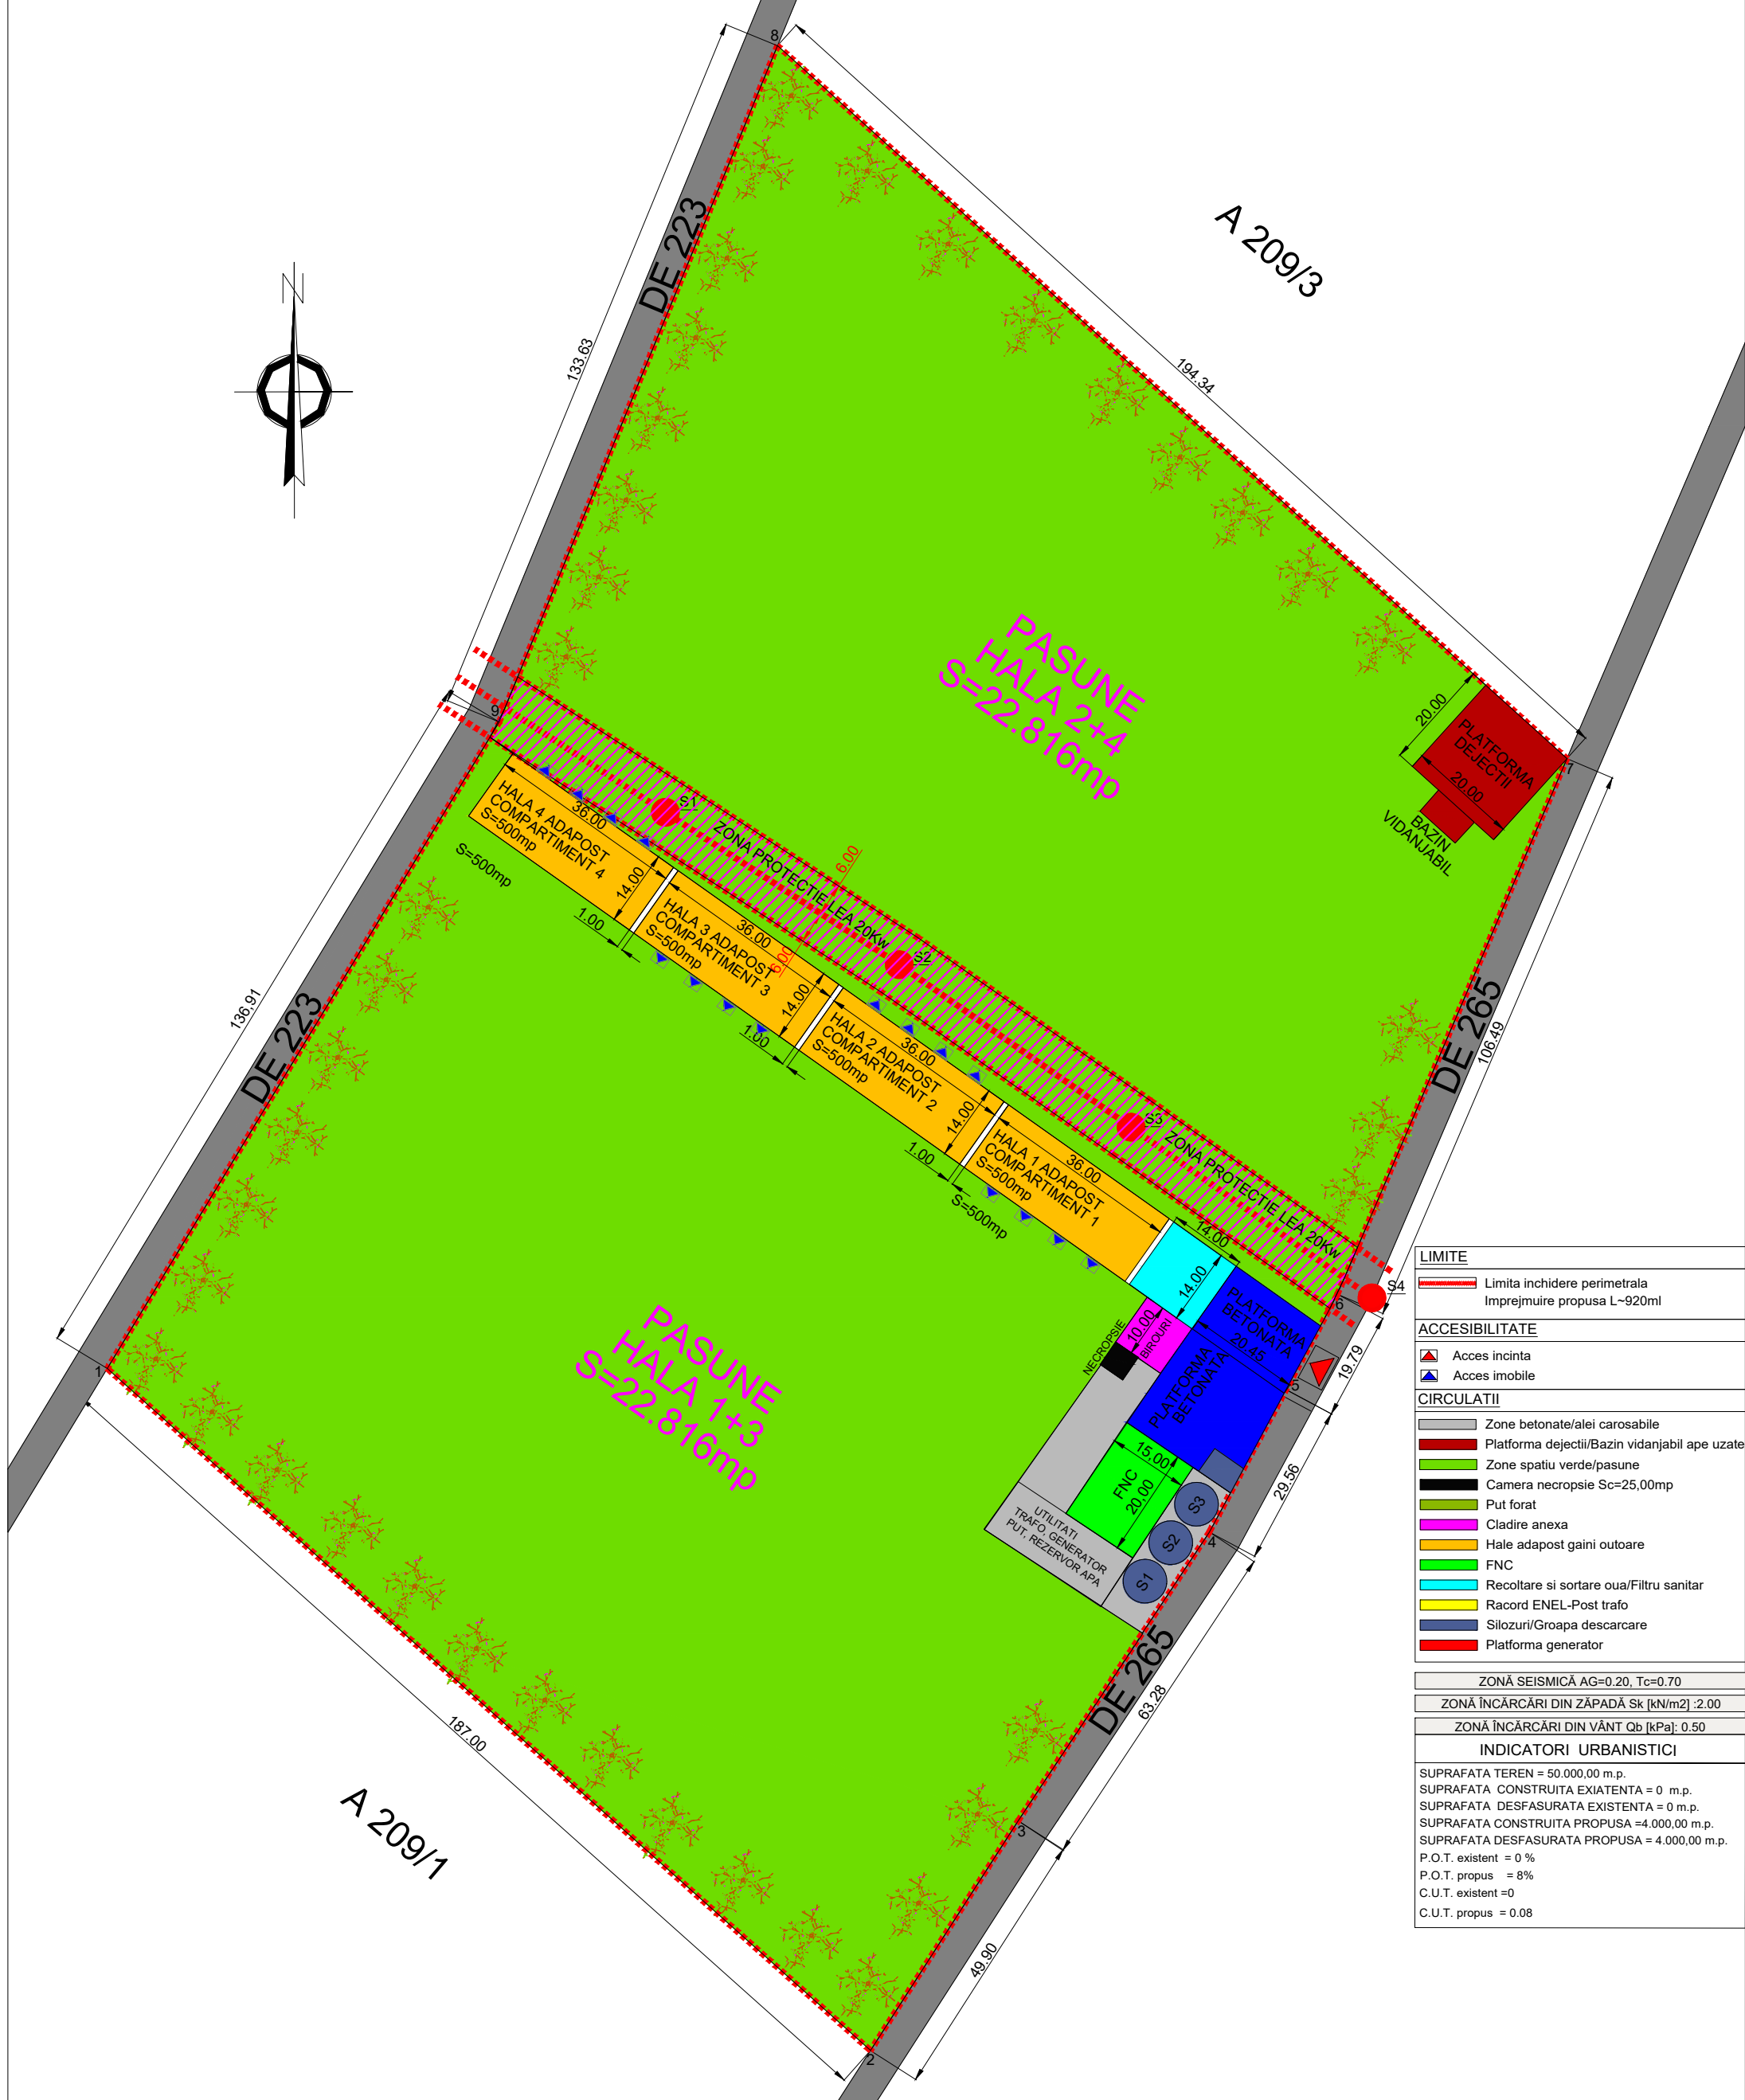 8
A 209/3
DE 223
133.63
194.34
N
PASUNE
HALA 2+4
S=22.816mp
20.00
PLATFORMA
DEJECTII
20.00
7
BAZIN
VIDANJABIL
9
HALA 4 ADAPOST
COMPARTIMENT 4
S=500mp
36.00
14.00
S=500mp
1.00
S1
ZONA PROTECTIE LEA 20Kw
6.00
6.00
HALA 3 ADAPOST
COMPARTIMENT 3
S=500mp
36.00
14.00
1.00
S2
HALA 2 ADAPOST
COMPARTIMENT 2
S=500mp
36.00
14.00
1.00
DE 265
106.49
136,91
DE 223
S3
ZONA PROTECTIE LEA 20Kw
HALA 1 ADAPOST
COMPARTIMENT 1
S=500mp
36.00
S=500mp
14.00
14.00
S4
6
PLATFORMA
BETONATA
20.45
PLATFORMA
BETONATA
NECROPSIE
10.00
BIROURI
5
19.79
1
PASUNE
HALA 1+3
S=22.816mp
15,00
FNC
20.00
UTILITATI
TRAFO, GENERATOR
PUT, REZERVOR APA
S3
S2
S1
4
29.56
DE 265
63.28
187.00
A 209/1
3
49.90
2
LIMITE
Limita inchidere perimetrala
Imprejmuire propusa L~920ml
ACCESIBILITATE
Acces incinta
Acces imobile
CIRCULATII
Zone betonate/alei carosabile
Platforma dejectii/Bazin vidanjabil ape uzate
Zone spatiu verde/pasune
Camera necropsie Sc=25,00mp
Put forat
Cladire anexa
Hale adapost gaini outoare
FNC
Recoltare si sortare oua/Filtru sanitar
Racord ENEL-Post trafo
Silozuri/Groapa descarcare
Platforma generator
ZONĂ SEISMICĂ AG=0.20, Tc=0.70
ZONĂ ÎNCĂRCĂRI DIN ZĂPADĂ Sk [kN/m2] :2.00
ZONĂ ÎNCĂRCĂRI DIN VÂNT Qb [kPa]: 0.50
INDICATORI URBANISTICI
SUPRAFATA TEREN = 50.000,00 m.p.
SUPRAFATA CONSTRUITA EXIATENTA = 0 m.p.
SUPRAFATA DESFASURATA EXISTENTA = 0 m.p.
SUPRAFATA CONSTRUITA PROPUSA =4.000,00 m.p.
SUPRAFATA DESFASURATA PROPUSA = 4.000,00 m.p.
P.O.T. existent = 0 %
P.O.T. propus = 8%
C.U.T. existent =0
C.U.T. propus = 0.08